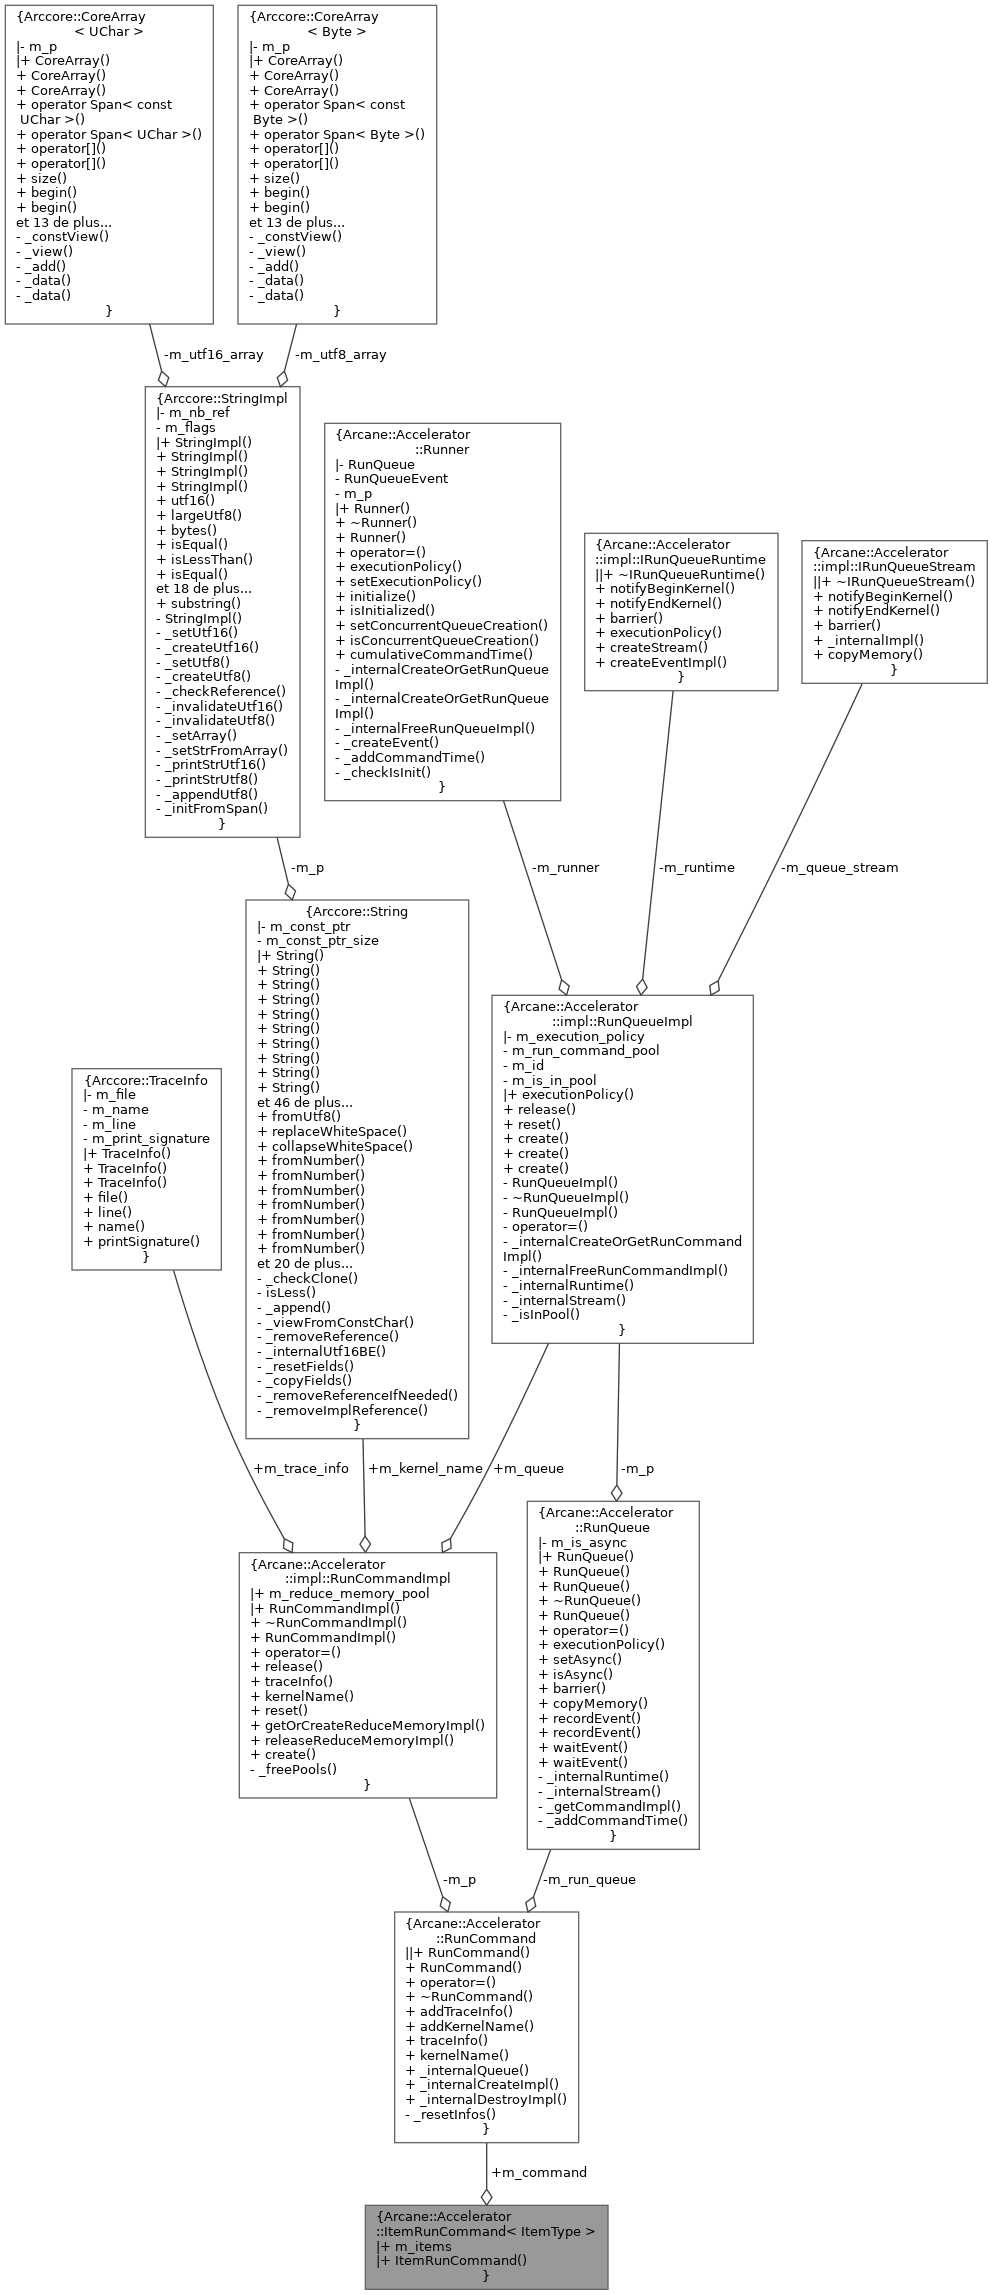 {Arccore::CoreArray
< UChar >
|- m_p
|+ CoreArray()
+ CoreArray()
+ CoreArray()
+ operator Span< const
UChar >()
+ operator Span< UChar >()
+ operator[]()
+ operator[]()
+ size()
+ begin()
+ begin()
et 13 de plus...
- _constView()
- _view()
- _add()
- _data()
- _data()
}
{Arccore::CoreArray
< Byte >
|- m_p
|+ CoreArray()
+ CoreArray()
+ CoreArray()
+ operator Span< const
Byte >()
+ operator Span< Byte >()
+ operator[]()
+ operator[]()
+ size()
+ begin()
+ begin()
et 13 de plus...
- _constView()
- _view()
- _add()
- _data()
- _data()
}
-m_utf16_array
-m_utf8_array
{Arccore::StringImpl
|- m_nb_ref
- m_flags
|+ StringImpl()
+ StringImpl()
+ StringImpl()
+ StringImpl()
+ utf16()
+ largeUtf8()
+ bytes()
+ isEqual()
+ isLessThan()
+ isEqual()
et 18 de plus...
+ substring()
- StringImpl()
- _setUtf16()
- _createUtf16()
- _setUtf8()
- _createUtf8()
- _checkReference()
- _invalidateUtf16()
- _invalidateUtf8()
- _setArray()
- _setStrFromArray()
- _printStrUtf16()
- _printStrUtf8()
- _appendUtf8()
- _initFromSpan()
}
{Arcane::Accelerator
::Runner
|- RunQueue
- RunQueueEvent
- m_p
|+ Runner()
+ ~Runner()
+ Runner()
+ operator=()
+ executionPolicy()
+ setExecutionPolicy()
+ initialize()
+ isInitialized()
+ setConcurrentQueueCreation()
+ isConcurrentQueueCreation()
+ cumulativeCommandTime()
- _internalCreateOrGetRunQueue
Impl()
- _internalCreateOrGetRunQueue
Impl()
- _internalFreeRunQueueImpl()
- _createEvent()
- _addCommandTime()
- _checkIsInit()
}
{Arcane::Accelerator
::impl::IRunQueueRuntime
||+ ~IRunQueueRuntime()
+ notifyBeginKernel()
+ notifyEndKernel()
+ barrier()
+ executionPolicy()
+ createStream()
+ createEventImpl()
}
{Arcane::Accelerator
::impl::IRunQueueStream
||+ ~IRunQueueStream()
+ notifyBeginKernel()
+ notifyEndKernel()
+ barrier()
+ _internalImpl()
+ copyMemory()
}
-m_p
-m_runner
-m_runtime
-m_queue_stream
{Arccore::String
|- m_const_ptr
- m_const_ptr_size
|+ String()
+ String()
+ String()
+ String()
+ String()
+ String()
+ String()
+ String()
+ String()
+ String()
et 46 de plus...
+ fromUtf8()
+ replaceWhiteSpace()
+ collapseWhiteSpace()
+ fromNumber()
+ fromNumber()
+ fromNumber()
+ fromNumber()
+ fromNumber()
+ fromNumber()
+ fromNumber()
et 20 de plus...
- _checkClone()
- isLess()
- _append()
- _viewFromConstChar()
- _removeReference()
- _internalUtf16BE()
- _resetFields()
- _copyFields()
- _removeReferenceIfNeeded()
- _removeImplReference()
}
{Arcane::Accelerator
::impl::RunQueueImpl
|- m_execution_policy
- m_run_command_pool
- m_id
- m_is_in_pool
|+ executionPolicy()
+ release()
+ reset()
+ create()
+ create()
+ create()
- RunQueueImpl()
- ~RunQueueImpl()
- RunQueueImpl()
- operator=()
- _internalCreateOrGetRunCommand
Impl()
- _internalFreeRunCommandImpl()
- _internalRuntime()
- _internalStream()
- _isInPool()
}
{Arccore::TraceInfo
|- m_file
- m_name
- m_line
- m_print_signature
|+ TraceInfo()
+ TraceInfo()
+ TraceInfo()
+ file()
+ line()
+ name()
+ printSignature()
}
+m_trace_info
+m_kernel_name
+m_queue
-m_p
{Arcane::Accelerator
::impl::RunCommandImpl
|+ m_reduce_memory_pool
|+ RunCommandImpl()
+ ~RunCommandImpl()
+ RunCommandImpl()
+ operator=()
+ release()
+ traceInfo()
+ kernelName()
+ reset()
+ getOrCreateReduceMemoryImpl()
+ releaseReduceMemoryImpl()
+ create()
- _freePools()
}
{Arcane::Accelerator
::RunQueue
|- m_is_async
|+ RunQueue()
+ RunQueue()
+ RunQueue()
+ ~RunQueue()
+ RunQueue()
+ operator=()
+ executionPolicy()
+ setAsync()
+ isAsync()
+ barrier()
+ copyMemory()
+ recordEvent()
+ recordEvent()
+ waitEvent()
+ waitEvent()
- _internalRuntime()
- _internalStream()
- _getCommandImpl()
- _addCommandTime()
}
-m_p
-m_run_queue
{Arcane::Accelerator
::RunCommand
||+ RunCommand()
+ RunCommand()
+ operator=()
+ ~RunCommand()
+ addTraceInfo()
+ addKernelName()
+ traceInfo()
+ kernelName()
+ _internalQueue()
+ _internalCreateImpl()
+ _internalDestroyImpl()
- _resetInfos()
}
+m_command
{Arcane::Accelerator
::ItemRunCommand< ItemType >
|+ m_items
|+ ItemRunCommand()
}